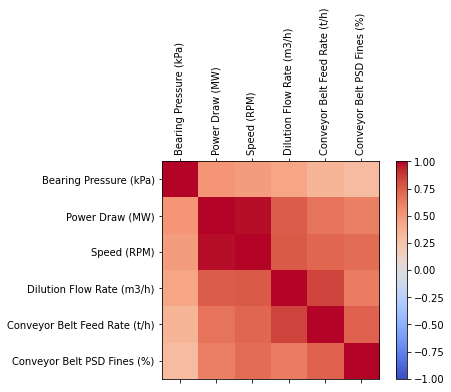 Bearing Pressure (kPa)
Power Draw (MW)
Speed (RPM)
Dilution Flow Rate (m3/h)
Conveyor Belt Feed Rate (t/h)
Conveyor Belt PSD Fines (%)
Bearing Pressure (kPa)
Power Draw (MW)
Speed (RPM)
Dilution Flow Rate (m3/h)
Conveyor Belt Feed Rate (t/h)
Conveyor Belt PSD Fines (%)
1.00
0.75
0.50
0.25
0.00
−0.25
−0.50
−0.75
−1.00